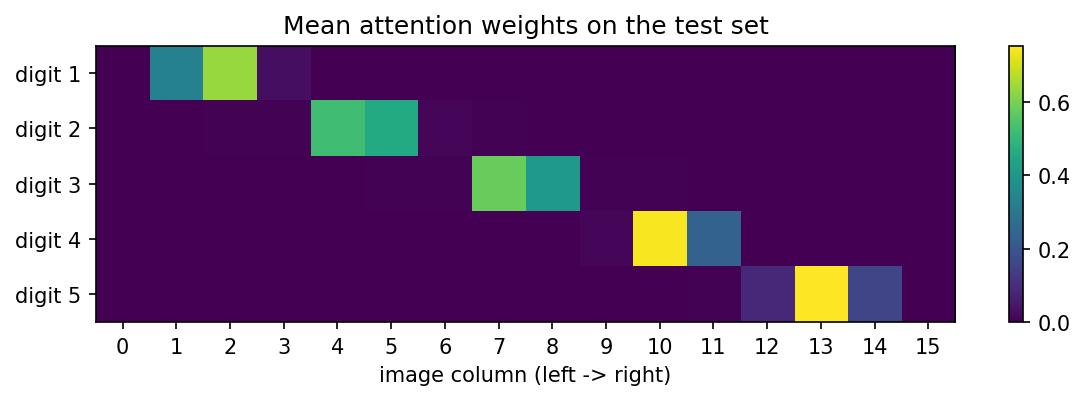 Mean attention weights on the test set
digit 1
digit 2
digit 3
digit 4
digit 5
0 1 2 3 4 5 6 7 8 9 10 11 12 13 14 15
image column (left -> right)
0.6
0.4
0.2
0.0